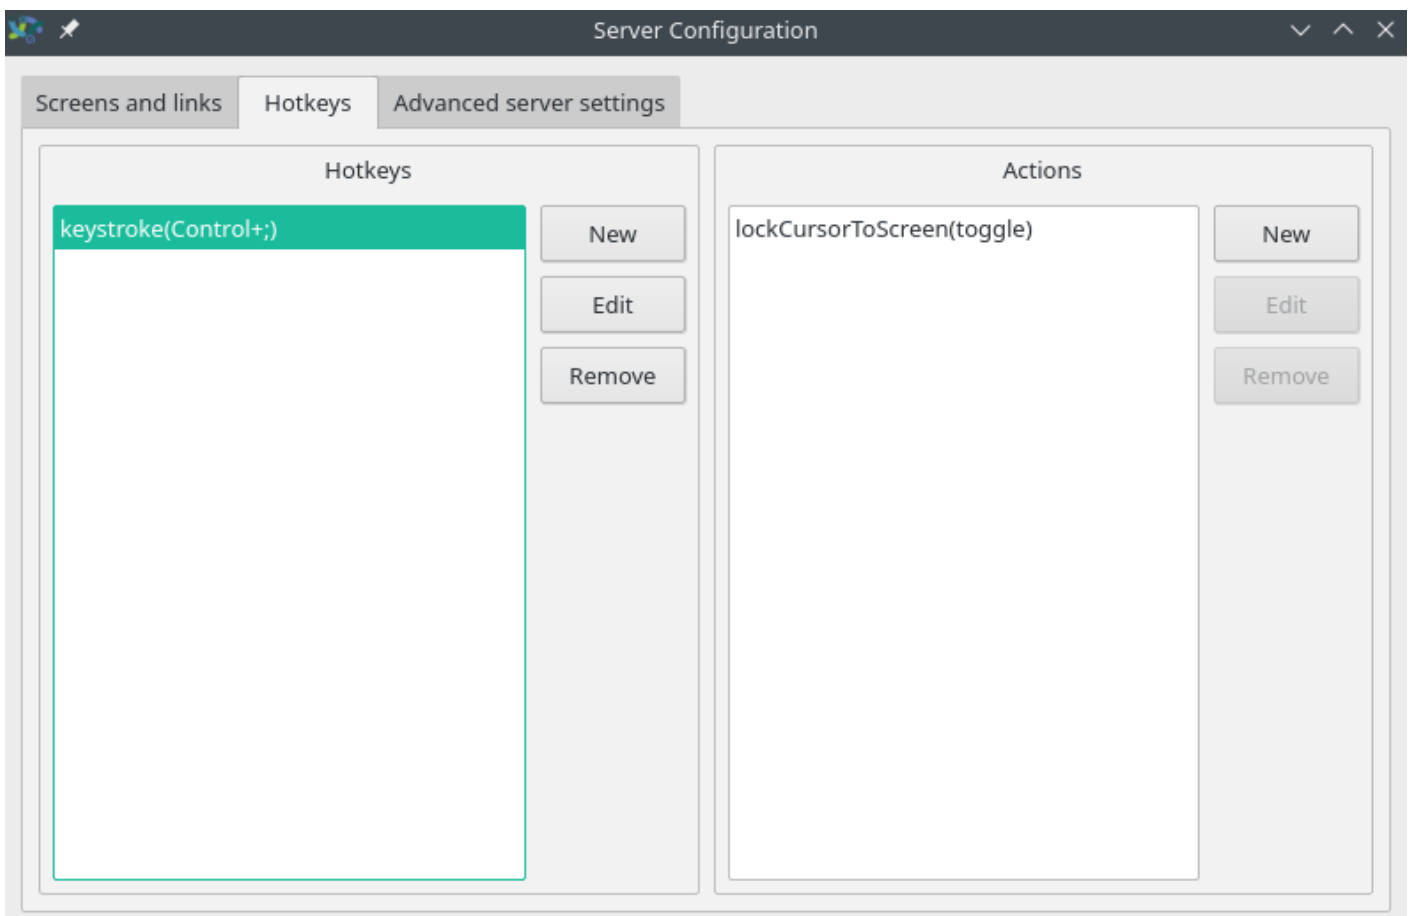 Server Configuration
Screens and links
Hotkeys
Advanced server settings
Hotkeys
keystroke(Control+;)
New
Edit
Remove
Actions
lockCursorToScreen(toggle)
New
Edit
Remove